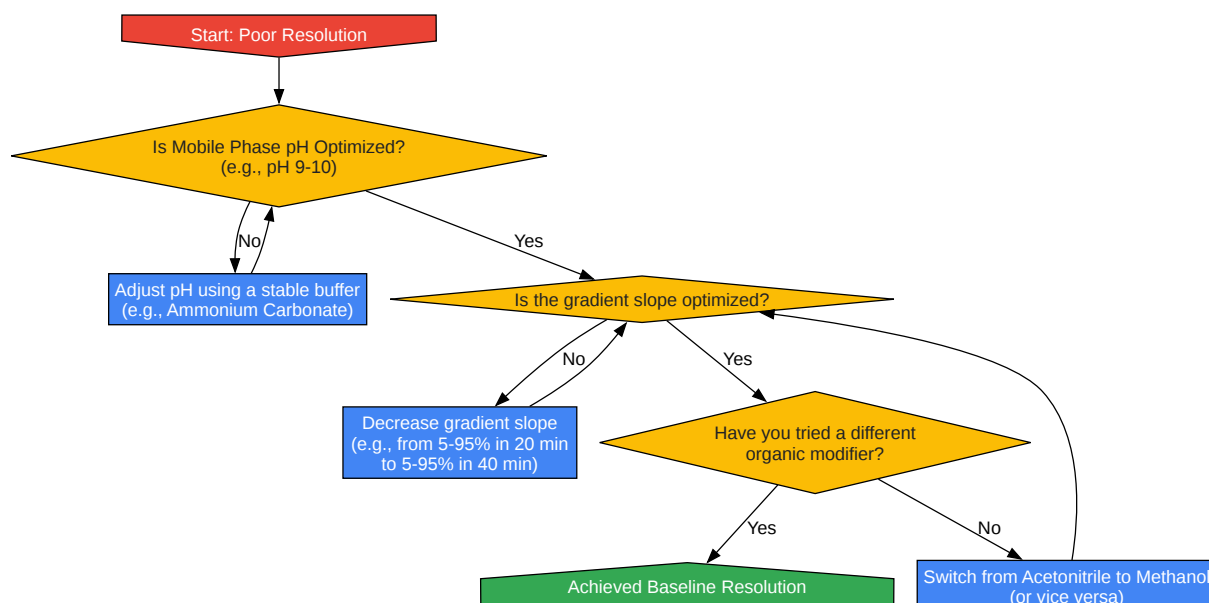 Start: Poor Resolution
Is Mobile Phase pH Optimized?
(e.g., pH 9-10)
No
Yes
Adjust pH using a stable buffer
(e.g., Ammonium Carbonate)
Is the gradient slope optimized?
No
Yes
Decrease gradient slope
(e.g., from 5-95% in 20 min
to 5-95% in 40 min)
Have you tried a different
organic modifier?
Yes
No
Achieved Baseline Resolution
Switch from Acetonitrile to Methanol
(or vice versa)